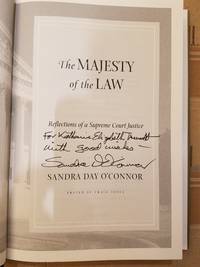 The MAJESTY
of the LAW
Reflections of a Supreme Court Justice
For Katharine Elizabeth
With good wishes –
Sandra D O'Connor
SANDRA DAY O'CONNOR
EDITED BY CRAIG JOYCE